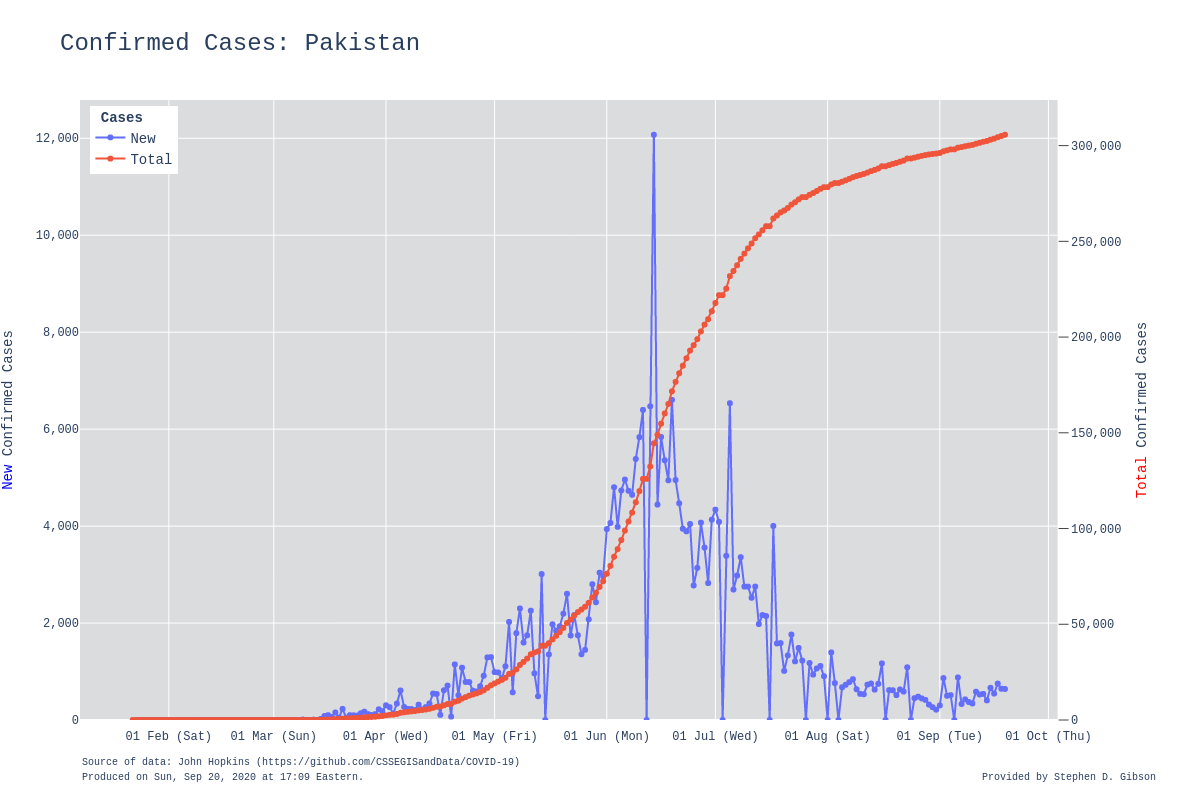 Confirmed Cases: Pakistan
Cases
New
Total
12,000
10,000
8,000
6,000
4,000
2,000
0
New Confirmed Cases
300,000
250,000
200,000
150,000
100,000
50,000
0
Total Confirmed Cases
01 Feb (Sat) 01 Mar (Sun) 01 Apr (Wed) 01 May (Fri) 01 Jun (Mon) 01 Jul (Wed) 01 Aug (Sat) 01 Sep (Tue) 01 Oct (Thu)
Source of data: John Hopkins (https://github.com/CSSEGISandData/COVID-19)
Produced on Sun, Sep 20, 2020 at 17:09 Eastern.
Provided by Stephen D. Gibson